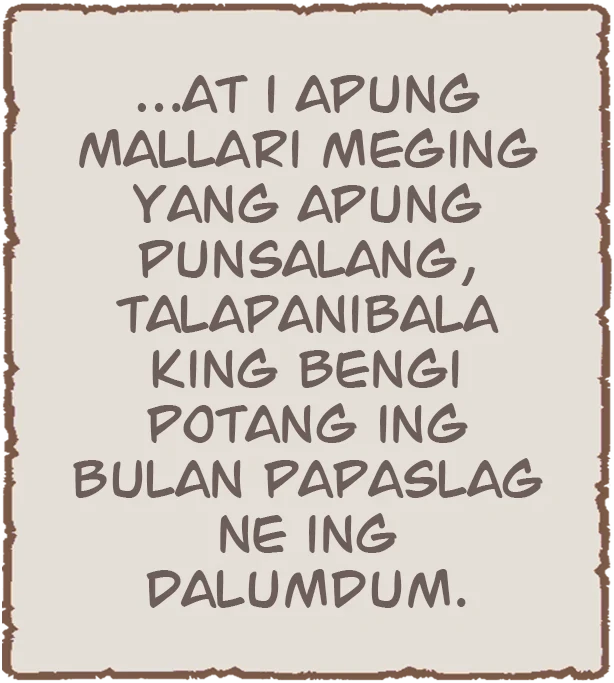 ...AT I APUNG
MALLARI MEGING
YANG APUNG
PUNSALANG,
TALAPANIBALA
KING BENGI
POTANG ING
BULAN PAPASLAG
NE ING
DALUMDUM.